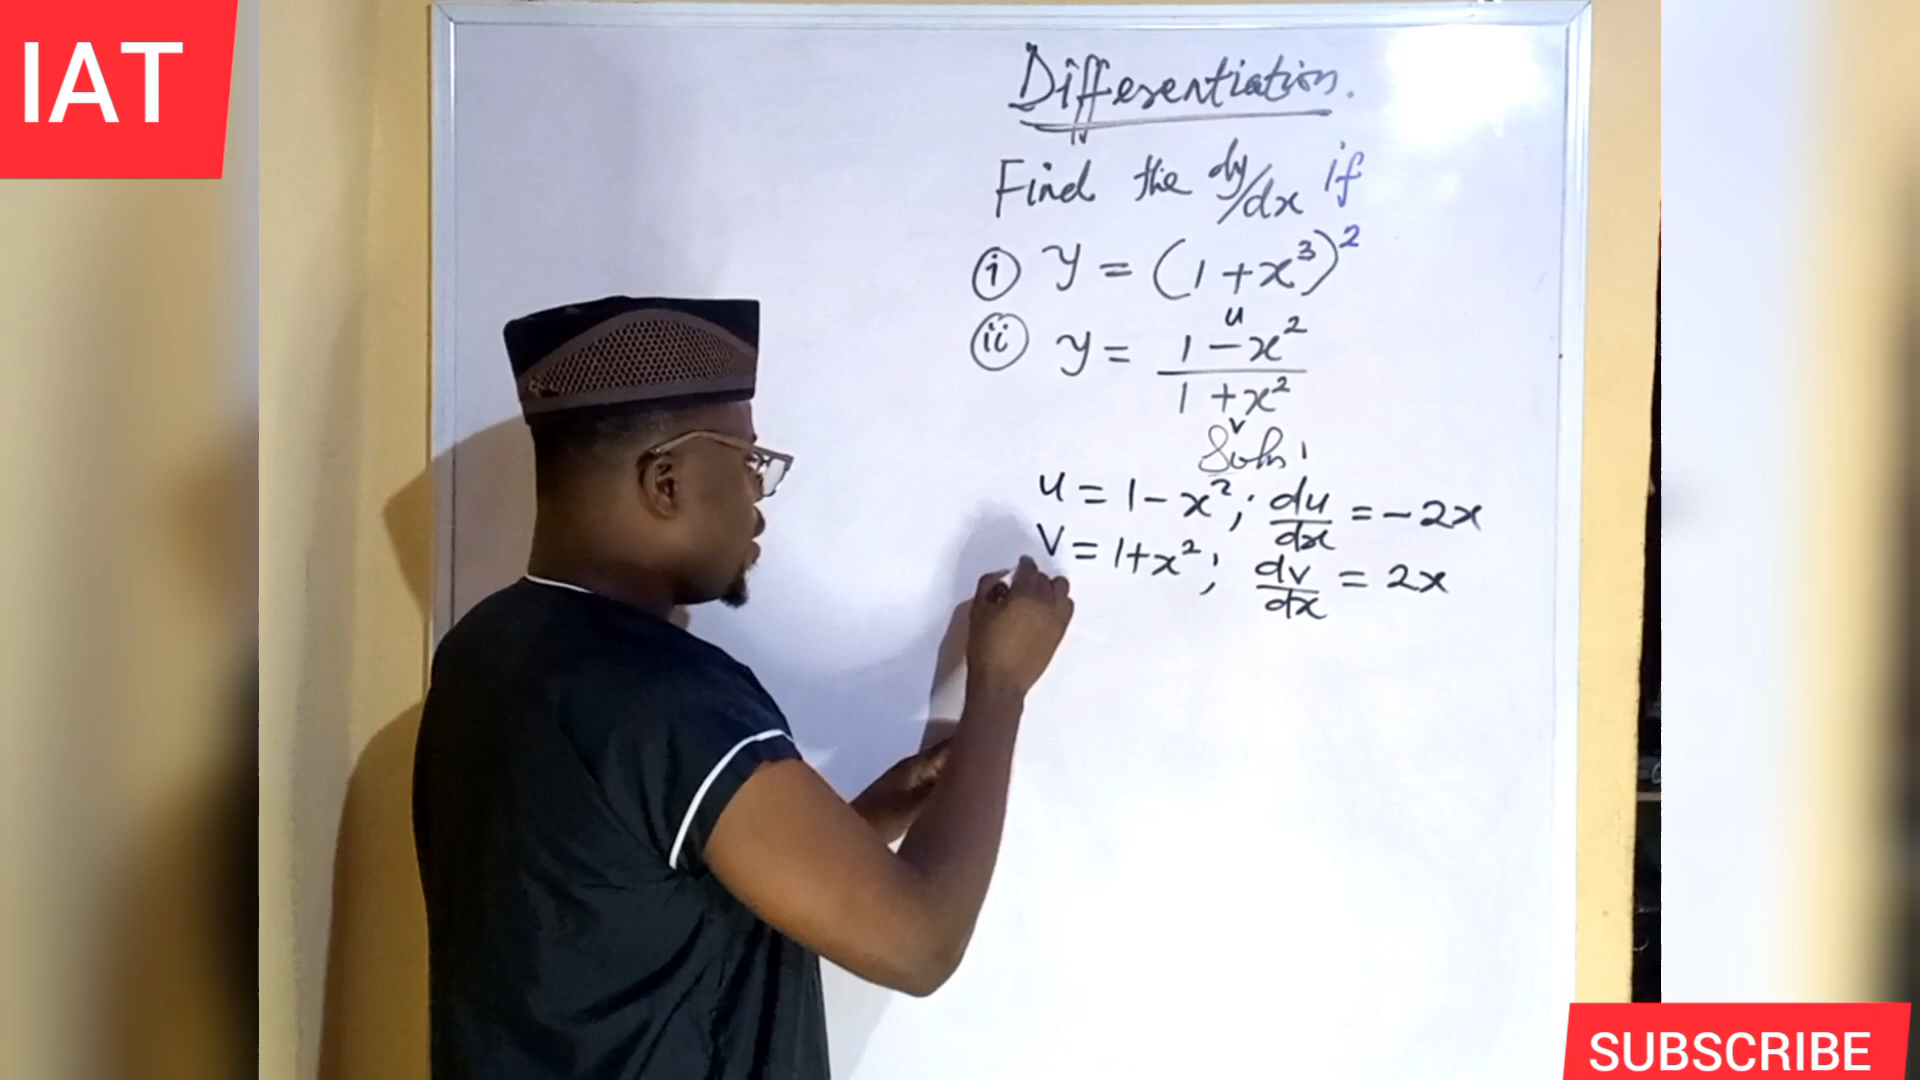 IAT
Differentiation.
Find the dy/dx if
(i) y = (1 + x³)²
u
(ii) y = 1 - x² / 1 + x²
v
Soln,
u = 1 - x²; du/dx = -2x
v = 1 + x²; dv/dx = 2x
SUBSCRIBE